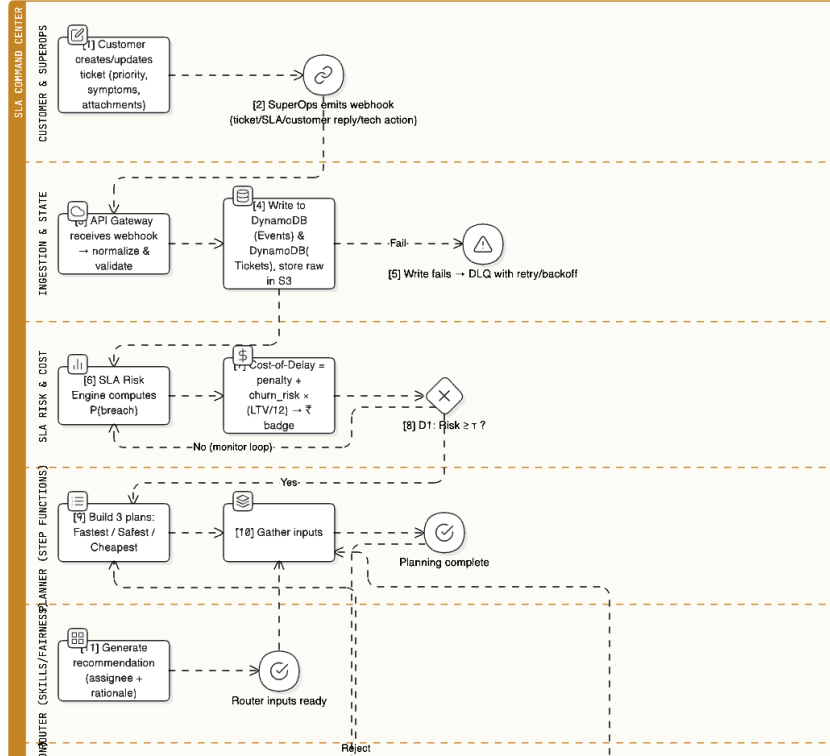 SLA COMMAND CENTER
CUSTOMER & SUPEROPS
[1] Customer
creates/updates
ticket (priority,
symptoms,
attachments)
[2] SuperOps emits webhook
(ticket/SLA/customer reply/tech action)
INGESTION & STATE
API Gateway
receives webhook
→ normalize &
validate
[4] Write to
DynamoDB
(Events) &
DynamoDB(
Tickets), store raw
in S3
Fail
[5] Write fails → DLQ with retry/backoff
SLA RISK & COST
[6] SLA Risk
Engine computes
P(breach)
Cost-of-Delay =
penalty +
churn_risk ×
(LTV/12) → ₹
badge
[8] D1: Risk ≥ τ ?
No (monitor loop)
Yes
PLANNER (STEP FUNCTIONS)
[9] Build 3 plans:
Fastest / Safest /
Cheapest
[10] Gather inputs
Planning complete
ROUTER (SKILLS/FAIRNESS)
[11] Generate
recommendation
(assignee +
rationale)
Router inputs ready
Reject